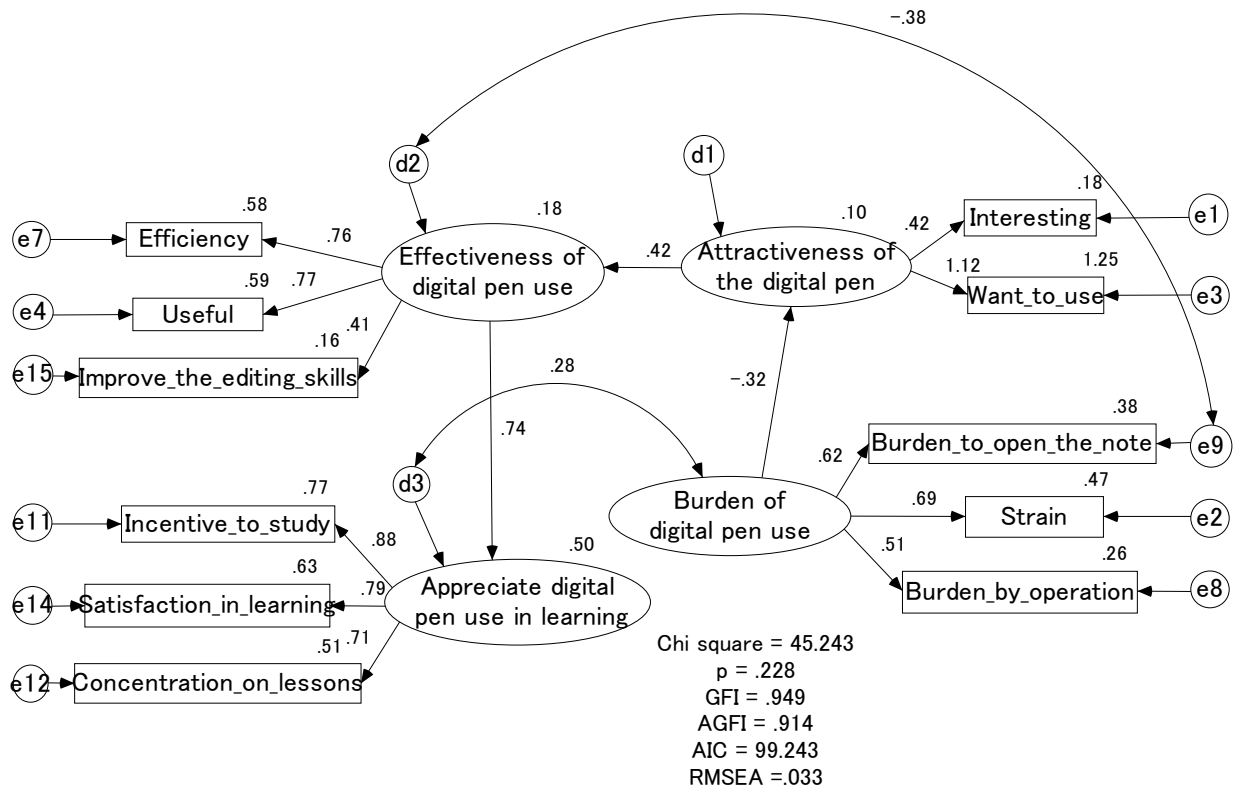 -.38
d2
d1
.58
.18
.10
.18
e7
Efficiency
.76
Effectiveness of
digital pen use
.42
Attractiveness of
the digital pen
.42
Interesting
e1
.59
.77
1.12
1.25
e4
Useful
Want_to_use
e3
.16
.41
e15
Improve_the_editing_skills
.28
-.32
.74
.38
Burden_to_open_the_note
e9
.62
d3
.77
.47
e11
Incentive_to_study
Burden of
digital pen use
.69
Strain
e2
.88
.50
.51
.26
.63
.79
e14
Satisfaction_in_learning
Appreciate digital
pen use in learning
Burden_by_operation
e8
.51
.71
e12
Concentration_on_lessons
Chi square = 45.243
p = .228
GFI = .949
AGFI = .914
AIC = 99.243
RMSEA =.033